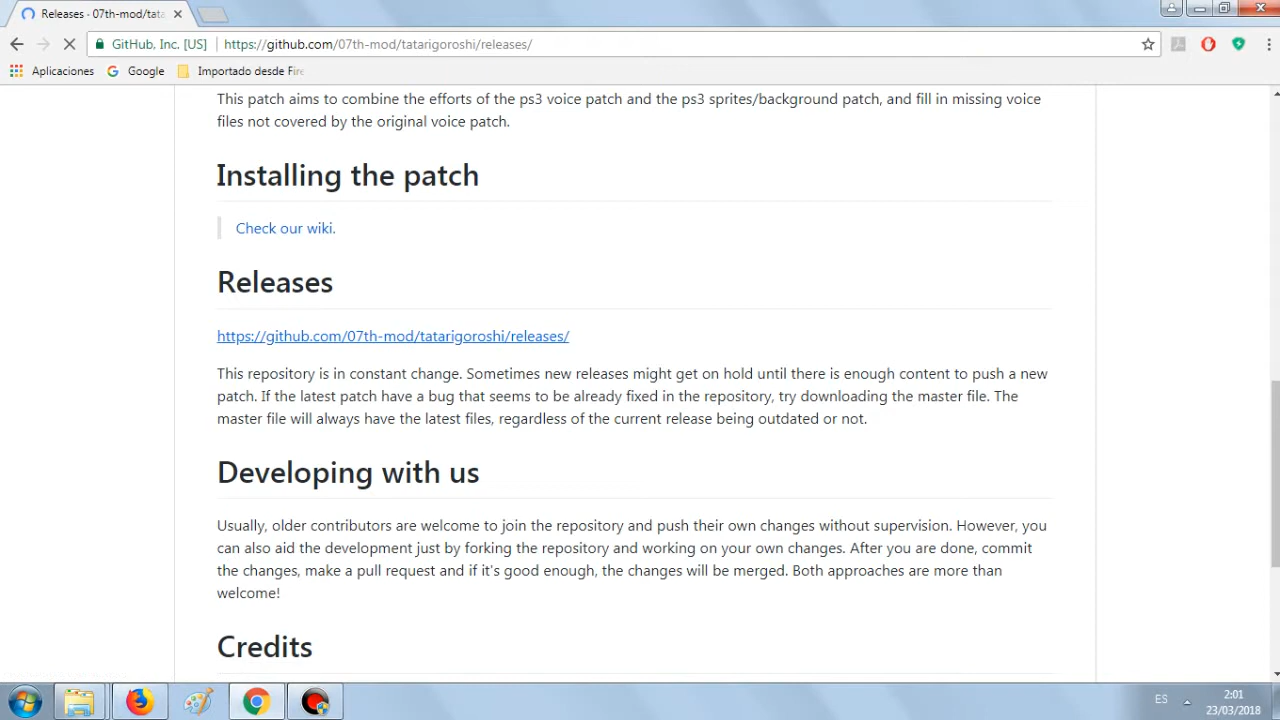 Releases - 07th-mod/tata
GitHub, Inc. [US]
https://github.com/07th-mod/tatarigoroshi/releases/
Aplicaciones
Google
Importado desde Fire
This patch aims to combine the efforts of the ps3 voice patch and the ps3 sprites/background patch, and fill in missing voice
files not covered by the original voice patch.
Installing the patch
Check our wiki.
Releases
https://github.com/07th-mod/tatarigoroshi/releases/
This repository is in constant change. Sometimes new releases might get on hold until there is enough content to push a new
patch. If the latest patch have a bug that seems to be already fixed in the repository, try downloading the master file. The
master file will always have the latest files, regardless of the current release being outdated or not.
Developing with us
Usually, older contributors are welcome to join the repository and push their own changes without supervision. However, you
can also aid the development just by forking the repository and working on your own changes. After you are done, commit
the changes, make a pull request and if it's good enough, the changes will be merged. Both approaches are more than
welcome!
Credits
ES
2:01
23/03/2018